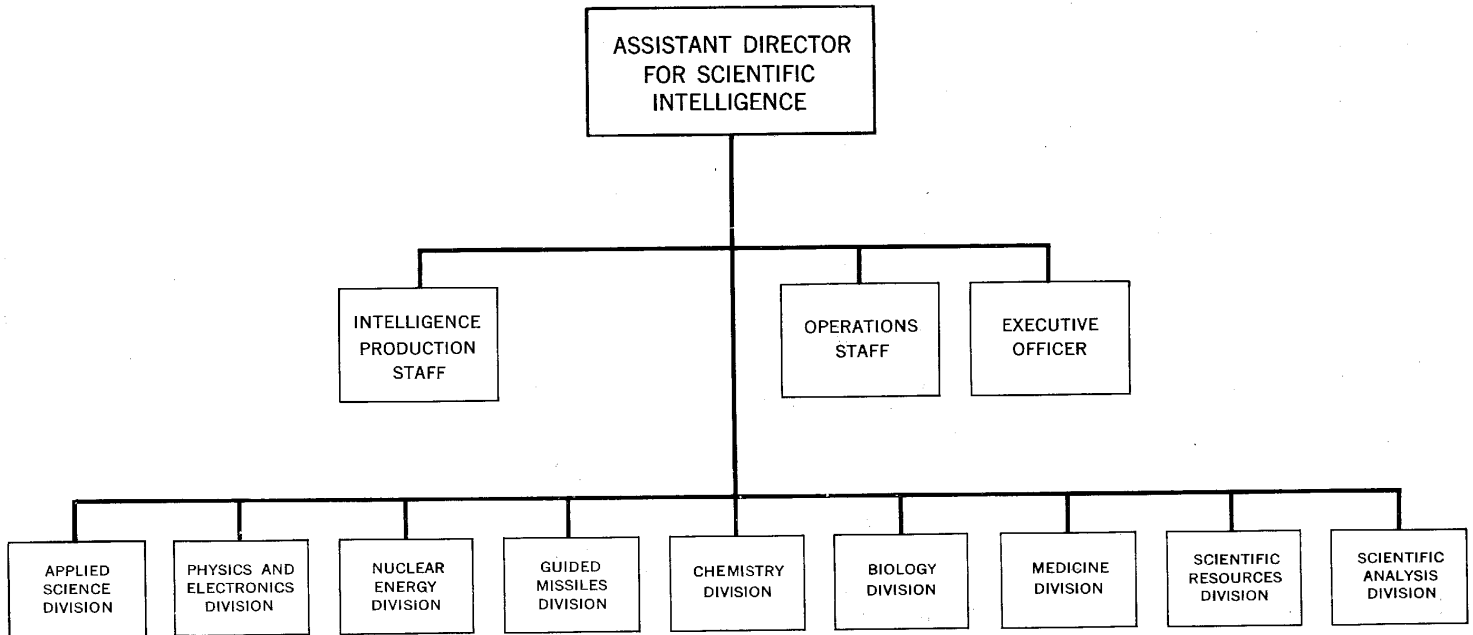 ASSISTANT DIRECTOR
FOR SCIENTIFIC
INTELLIGENCE
INTELLIGENCE
PRODUCTION
STAFF
OPERATIONS
STAFF
EXECUTIVE
OFFICER
APPLIED
SCIENCE
DIVISION
PHYSICS AND
ELECTRONICS
DIVISION
NUCLEAR
ENERGY
DIVISION
GUIDED
MISSILES
DIVISION
CHEMISTRY
DIVISION
BIOLOGY
DIVISION
MEDICINE
DIVISION
SCIENTIFIC
RESOURCES
DIVISION
SCIENTIFIC
ANALYSIS
DIVISION